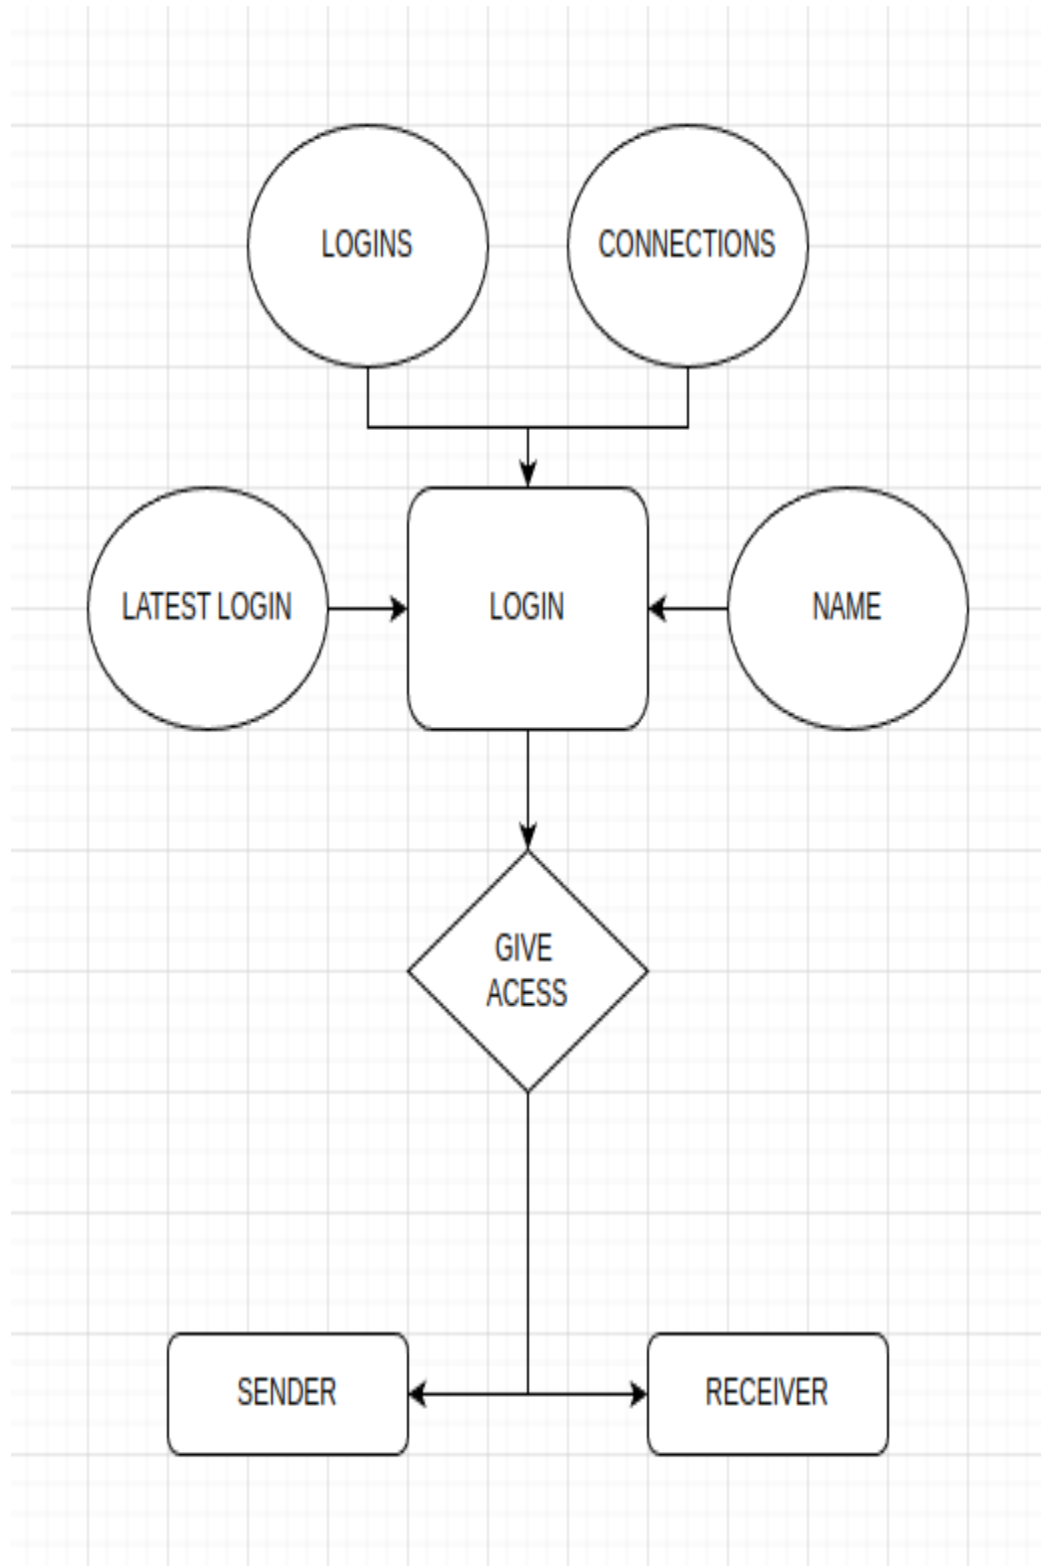 LOGINS
CONNECTIONS
LATEST LOGIN
LOGIN
NAME
GIVE
ACESS
SENDER
RECEIVER